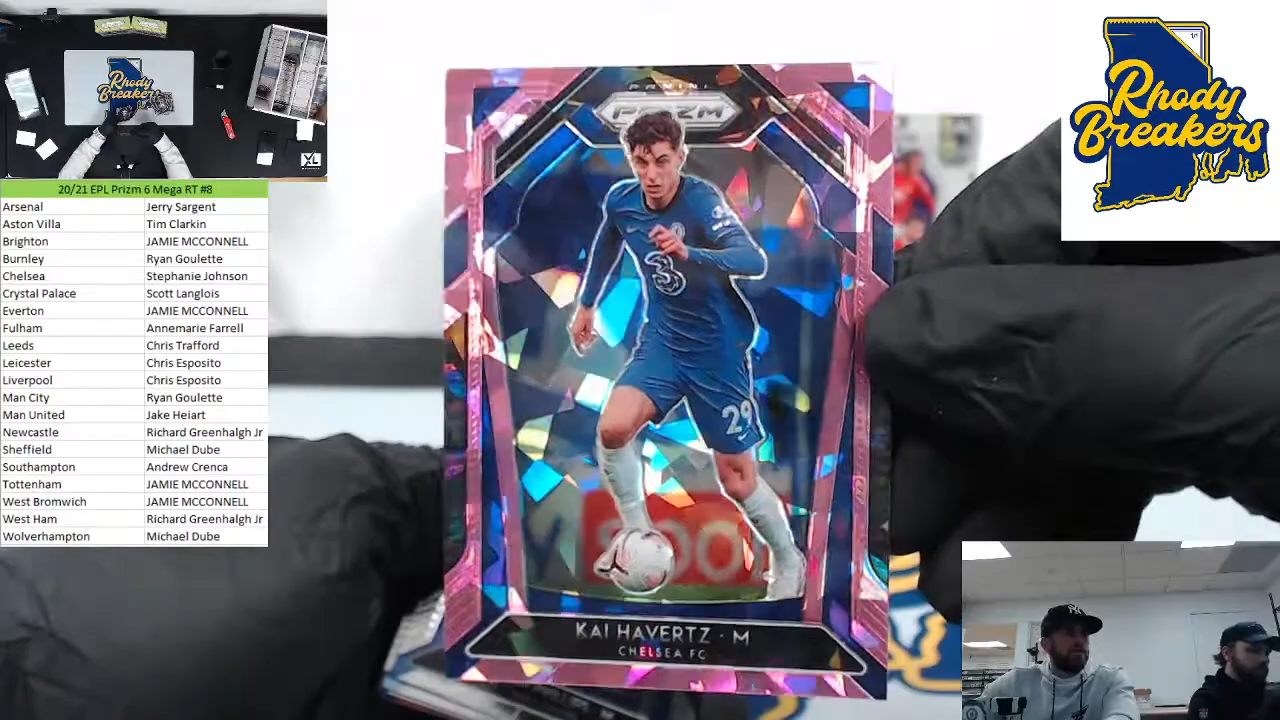 20/21 EPL Prizm 6 Mega RT #8
Arsenal Jerry Sargent
Aston Villa Tim Clarkin
Brighton JAMIE MCCONNELL
Burnley Ryan Goulette
Chelsea Stephanie Johnson
Crystal Palace Scott Langlois
Everton JAMIE MCCONNELL
Fulham Annemarie Farrell
Leeds Chris Trafford
Leicester Chris Esposito
Liverpool Chris Esposito
Man City Ryan Goulette
Man United Jake Heiart
Newcastle Richard Greenhalgh Jr
Sheffield Michael Dube
Southampton Andrew Crenca
Tottenham JAMIE MCCONNELL
West Bromwich JAMIE MCCONNELL
West Ham Richard Greenhalgh Jr
Wolverhampton Michael Dube
Rhody
Breakers
XL
PANINI
PRIZM
3
29
KAI HAVERTZ · M
CHELSEA FC
Rhody
Breakers